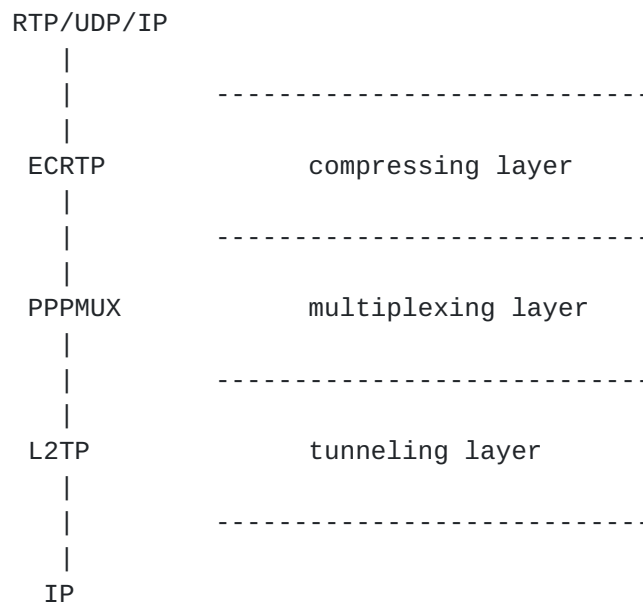 RTP/UDP/IP
ECRTP compressing layer
PPPMUX multiplexing layer
L2TP tunneling layer
IP